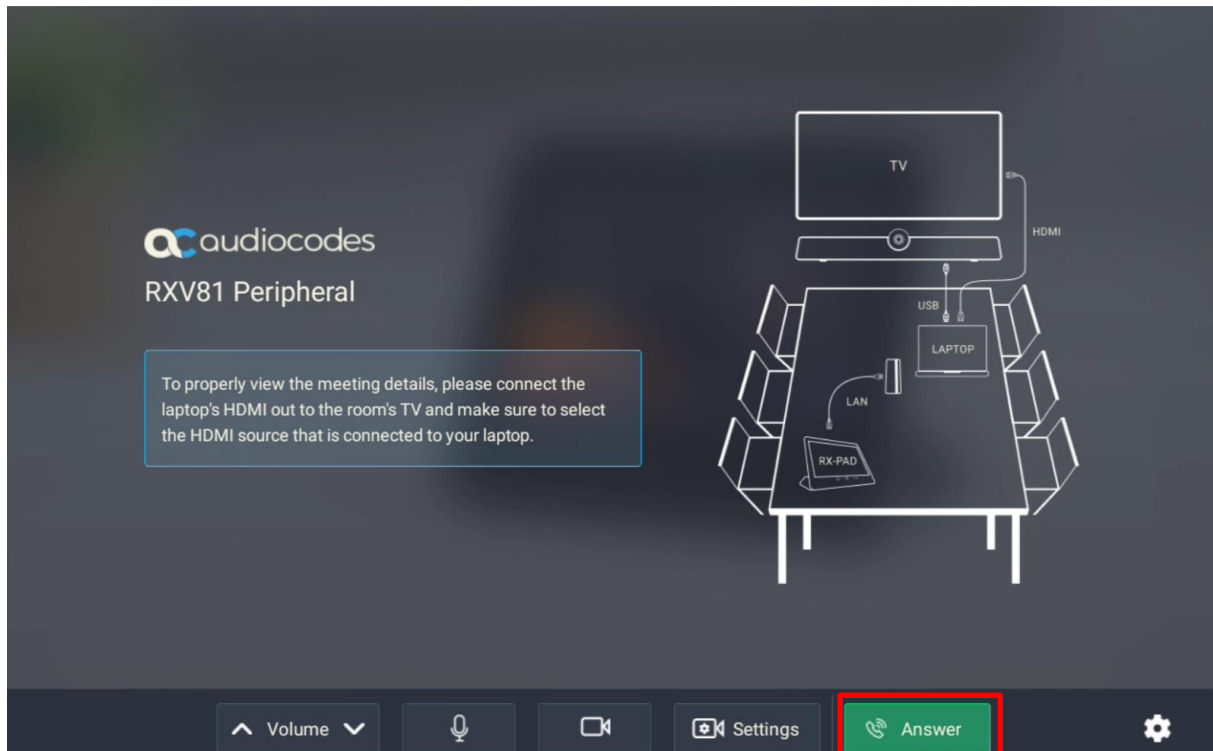 audiocodes
RXV81 Peripheral
To properly view the meeting details, please connect the
laptop's HDMI out to the room's TV and make sure to select
the HDMI source that is connected to your laptop.
TV
HDMI
USB
LAPTOP
LAN
RX-PAD
Volume
Settings
Answer